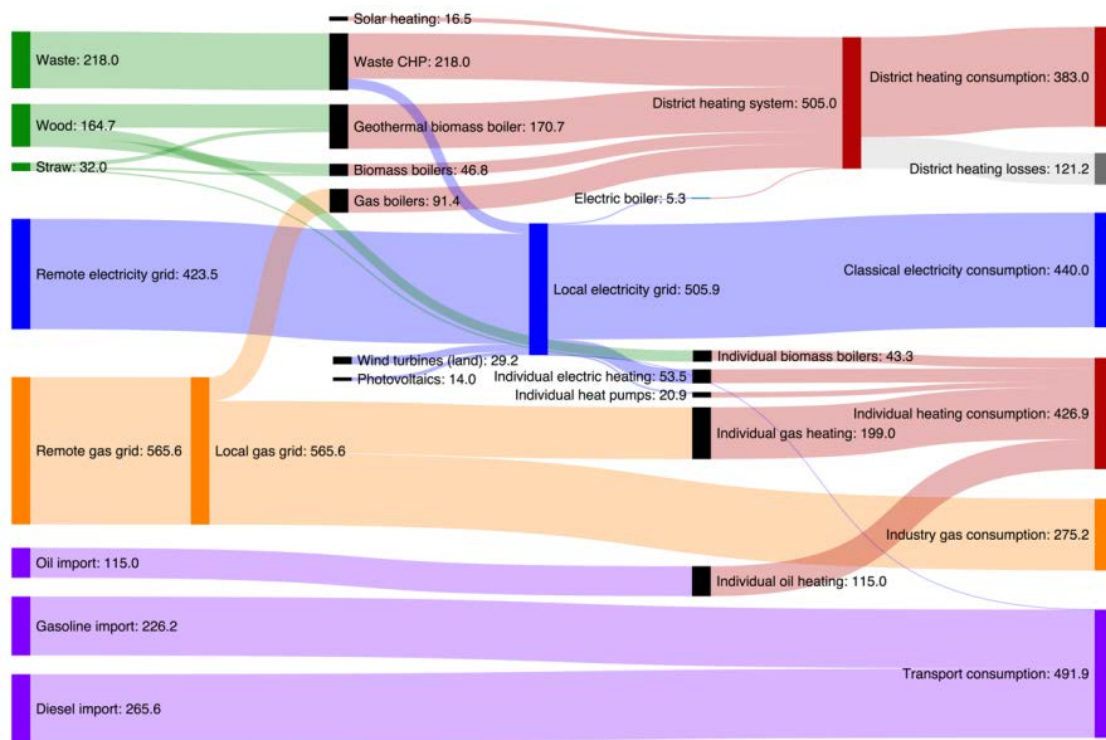 Solar heating: 16.5
Waste: 218.0
Waste CHP: 218.0
District heating consumption: 383.0
District heating system: 505.0
Wood: 164.7
Geothermal biomass boiler: 170.7
Straw: 32.0
Biomass boilers: 46.8
District heating losses: 121.2
Gas boilers: 91.4
Electric boiler: 5.3
Remote electricity grid: 423.5
Local electricity grid: 505.9
Classical electricity consumption: 440.0
Wind turbines (land): 29.2
Individual biomass boilers: 43.3
Photovoltaics: 14.0
Individual electric heating: 53.5
Individual heat pumps: 20.9
Individual heating consumption: 426.9
Individual gas heating: 199.0
Remote gas grid: 565.6
Local gas grid: 565.6
Industry gas consumption: 275.2
Oil import: 115.0
Individual oil heating: 115.0
Gasoline import: 226.2
Transport consumption: 491.9
Diesel import: 265.6